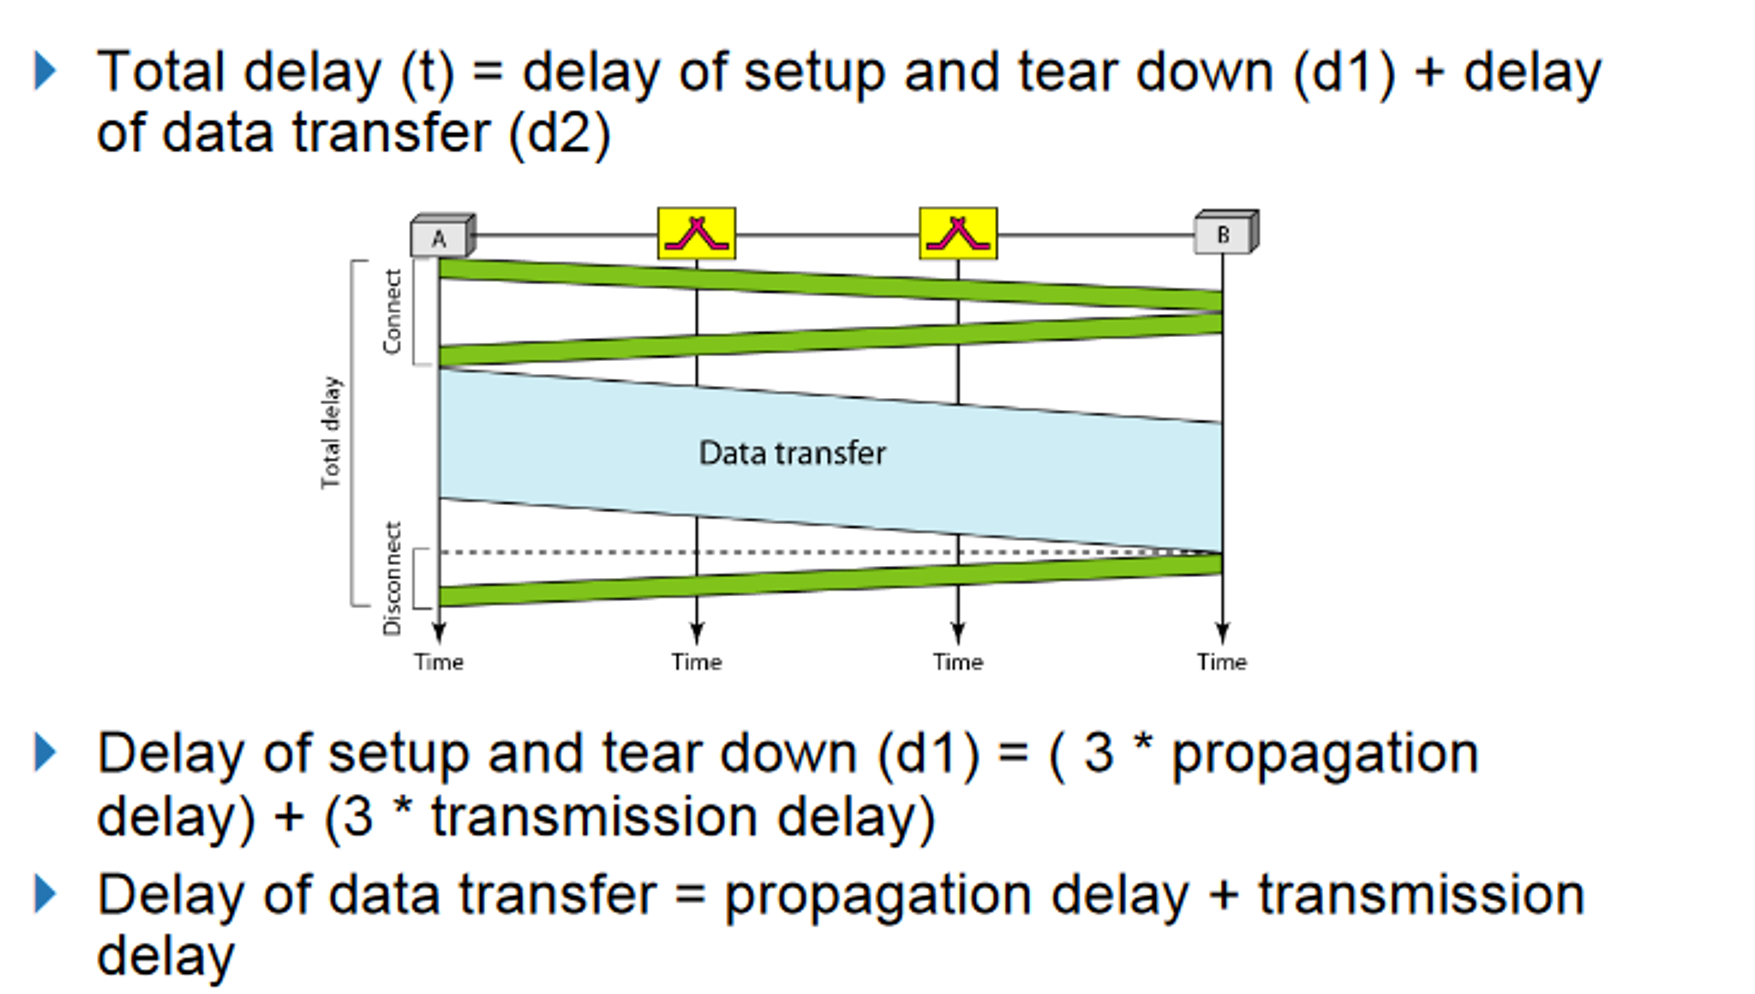 Total delay (t) = delay of setup and tear down (d1) + delay
of data transfer (d2)
A
B
Connect
Total delay
Data transfer
Disconnect
Time
Time
Time
Time
Delay of setup and tear down (d1) = ( 3 * propagation
delay) + (3 * transmission delay)
Delay of data transfer = propagation delay + transmission
delay